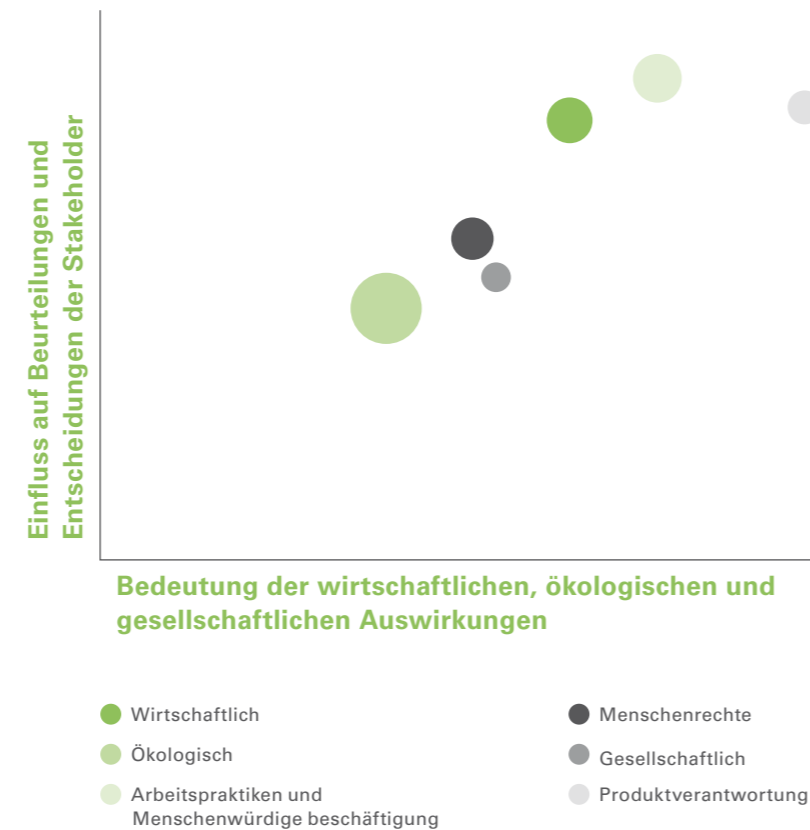 Einfluss auf Beurteilungen und
Entscheidungen der Stakeholder
Bedeutung der wirtschaftlichen, ökologischen und
gesellschaftlichen Auswirkungen
Wirtschaftlich
Ökologisch
Arbeitspraktiken und
Menschenwürdige beschäftigung
Menschenrechte
Gesellschaftlich
Produktverantwortung